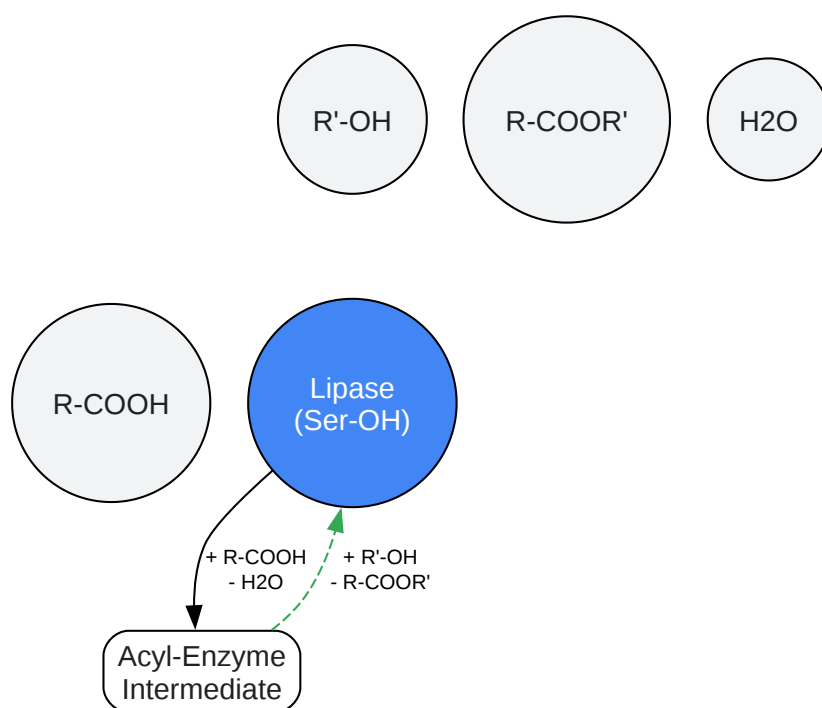 R'-OH
R-COOR'
H2O
R-COOH
Lipase
(Ser-OH)
+ R-COOH
- H2O
+ R'-OH
- R-COOR'
Acyl-Enzyme
Intermediate